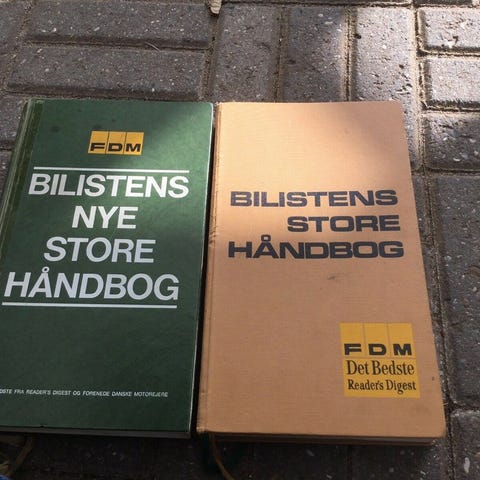 FDM
BILISTENS
NYE
STORE
HÅNDBOG
FRA READER'S DIGEST OG FORENEDE DANSKE MOTOREJERE
BILISTENS
STORE
HÅNDBOG
FDM
Det Bedste
Reader's Digest